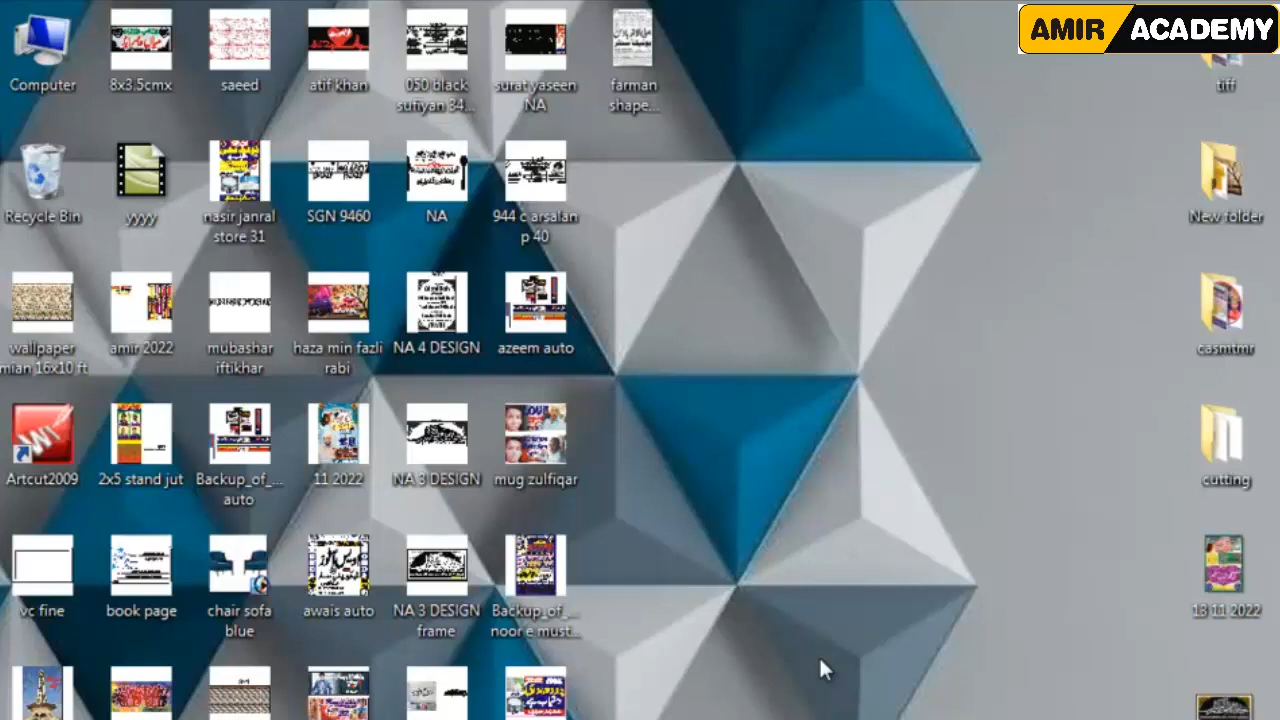 AMIR ACADEMY
Computer
8x3.5cmx
saeed
atif khan
050 black
sufiyan 34...
surat yaseen
NA
farman
shape...
tiff
Recycle Bin
yyyy
nasir janral
store 31
SGN 9460
NA
944 c arsalan
p 40
New folder
wallpaper
mian 16x10 ft
amir 2022
mubashar
iftikhar
haza min fazli
rabi
NA 4 DESIGN
azeem auto
casmtmr
Artcut2009
2x5 stand jut
Backup_of_...
auto
11 2022
NA 3 DESIGN
mug zulfiqar
cutting
vc fine
book page
chair sofa
blue
awais auto
NA 3 DESIGN
frame
Backup_of_...
noor e must...
13 11 2022